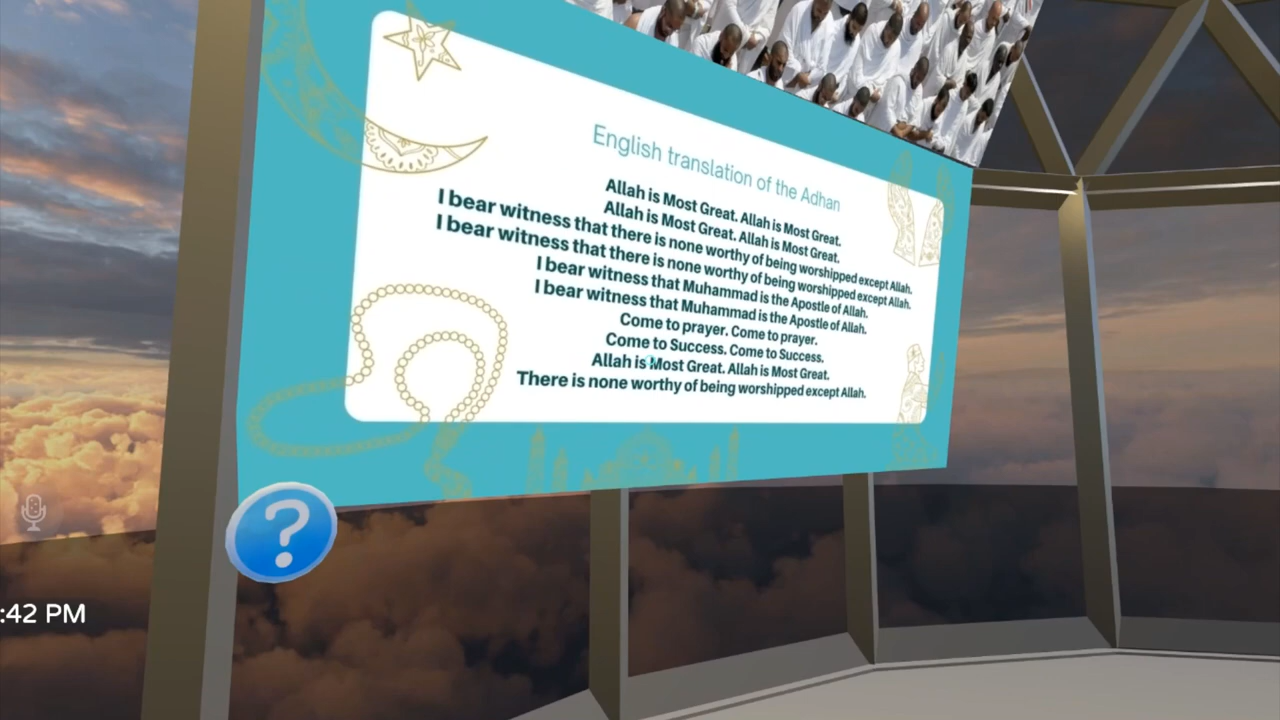 English translation of the Adhan
Allah is Most Great. Allah is Most Great.
Allah is Most Great. Allah is Most Great.
I bear witness that there is none worthy of being worshipped except Allah.
I bear witness that there is none worthy of being worshipped except Allah.
I bear witness that Muhammad is the Apostle of Allah.
I bear witness that Muhammad is the Apostle of Allah.
Come to prayer. Come to prayer.
Come to Success. Come to Success.
Allah is Most Great. Allah is Most Great.
There is none worthy of being worshipped except Allah.
?
:42 PM